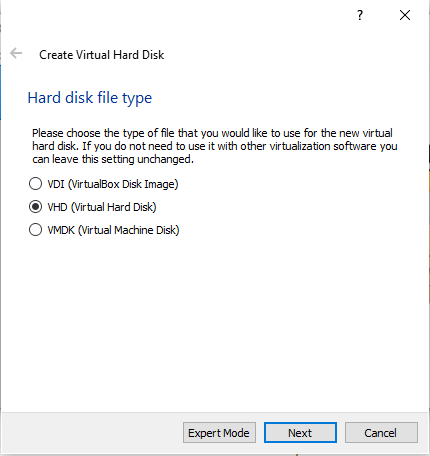 ?
Create Virtual Hard Disk
Hard disk file type
Please choose the type of file that you would like to use for the new virtual
hard disk. If you do not need to use it with other virtualization software you
can leave this setting unchanged.
VDI (VirtualBox Disk Image)
VHD (Virtual Hard Disk)
VMDK (Virtual Machine Disk)
Expert Mode Next Cancel